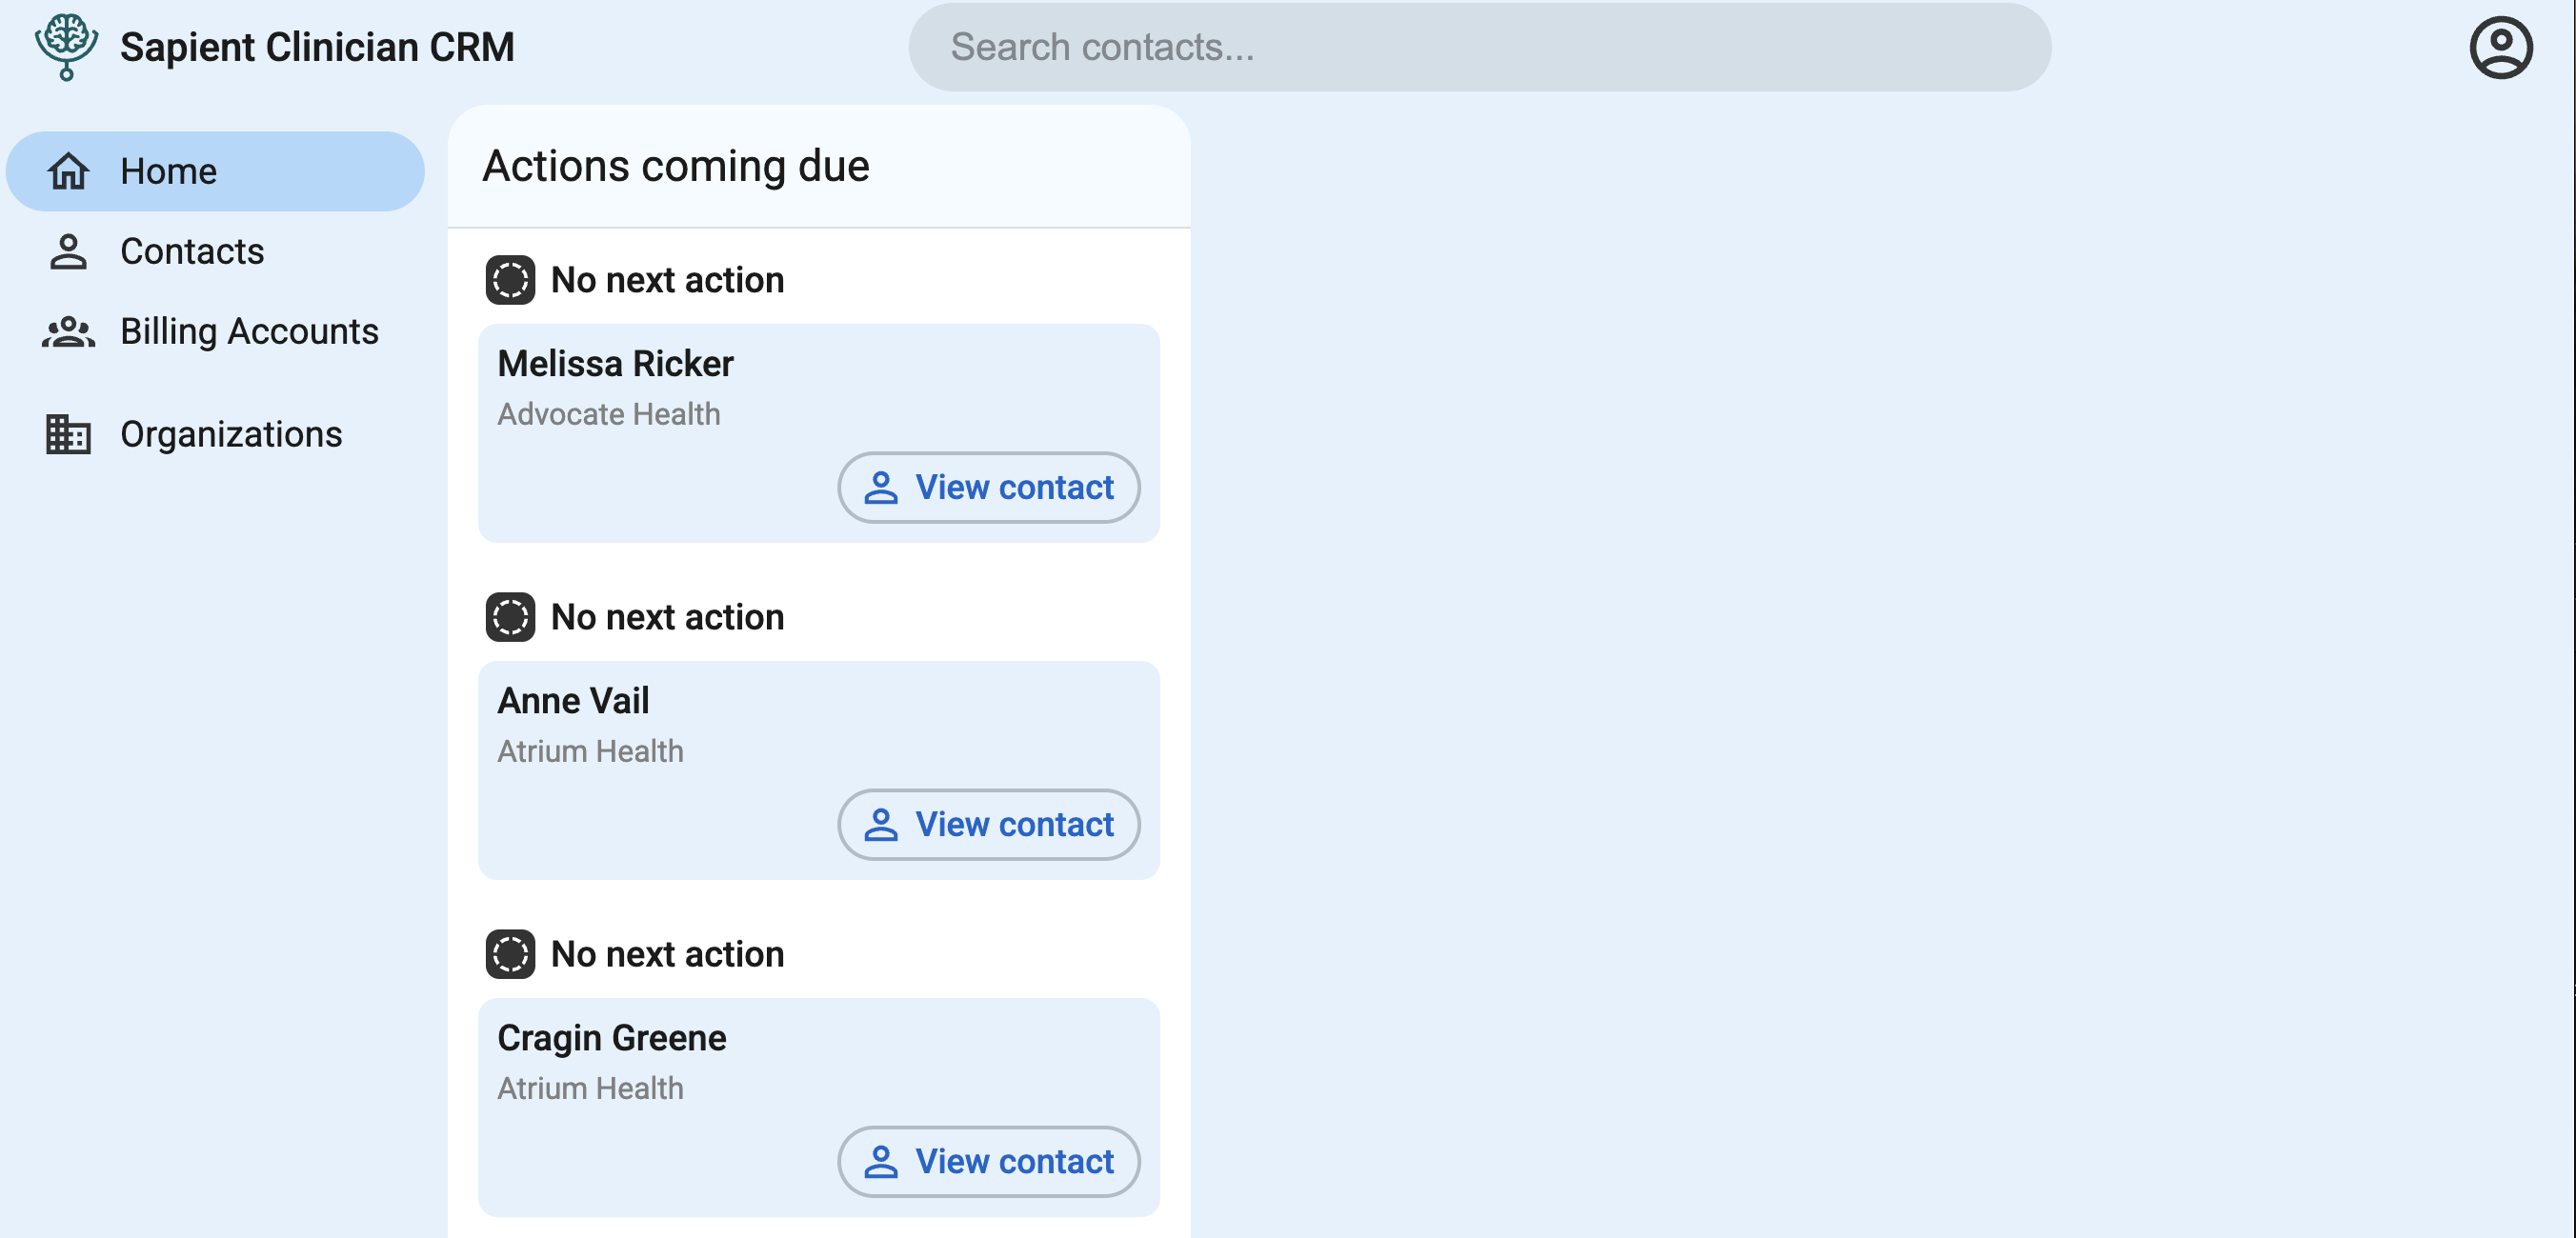 Sapient Clinician CRM
Search contacts...
Home
Contacts
Billing Accounts
Organizations
Actions coming due
No next action
Melissa Ricker
Advocate Health
View contact
No next action
Anne Vail
Atrium Health
View contact
No next action
Cragin Greene
Atrium Health
View contact